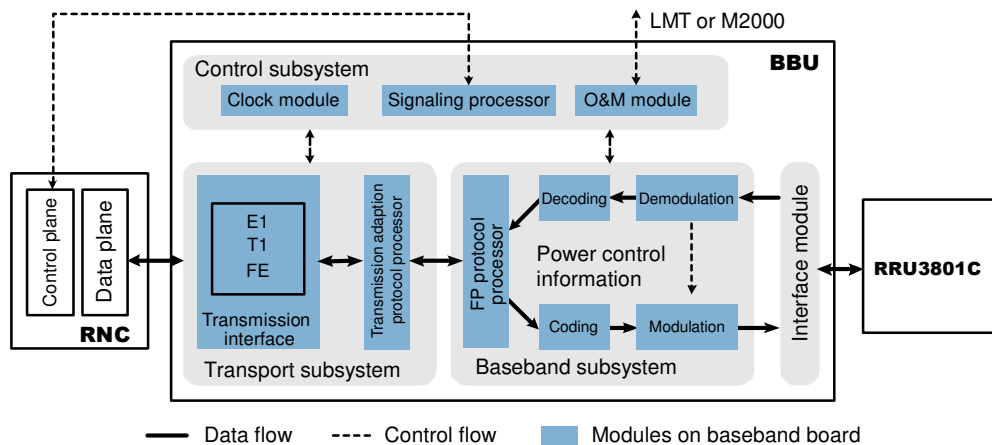 LMT or M2000
BBU
Control subsystem
Clock module
Signaling processor
O&M module
Control plane
Data plane
RNC
E1
T1
FE
Transmission
interface
Transmission adaption
protocol processor
Transport subsystem
FP protocol
processor
Decoding
Demodulation
Power control
information
Coding
Modulation
Baseband subsystem
Interface module
RRU3801C
Data flow
Control flow
Modules on baseband board